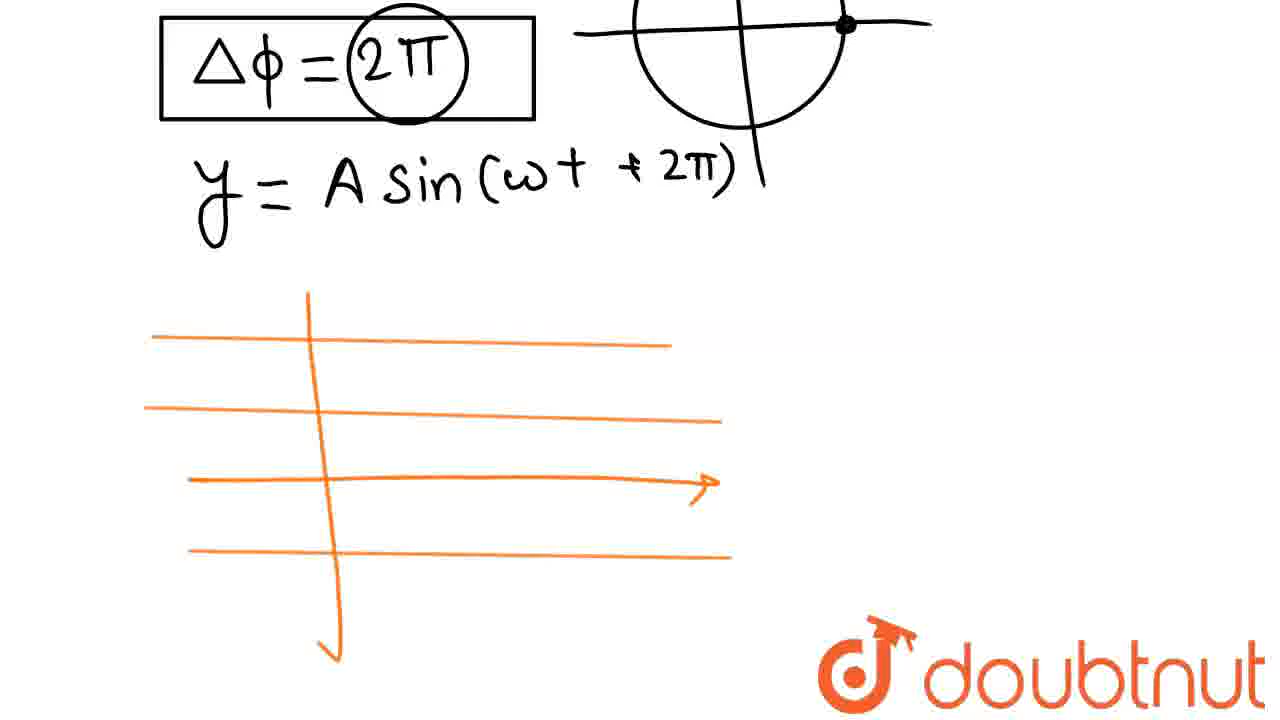 Δφ = 2π
y = A sin(ωt + 2π)
doubtnut